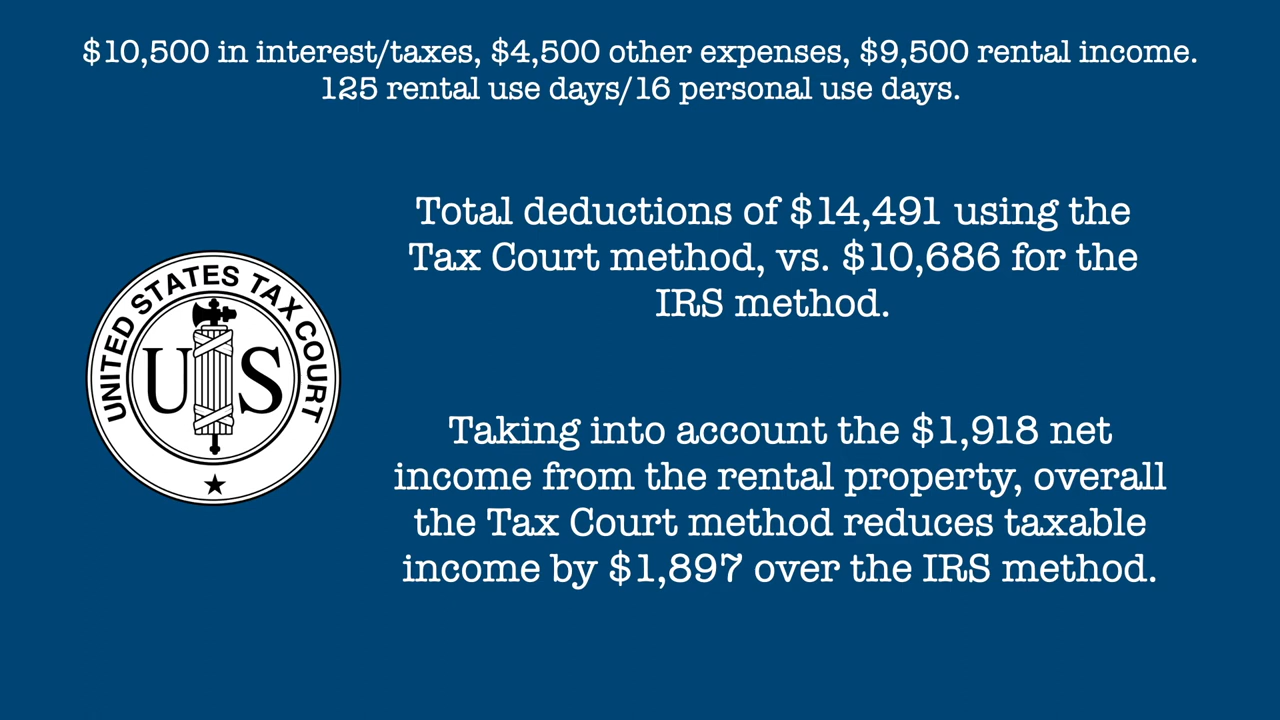 $10,500 in interest/taxes, $4,500 other expenses, $9,500 rental income.
125 rental use days/16 personal use days.
Total deductions of $14,491 using the
Tax Court method, vs. $10,686 for the
IRS method.
UNITED STATES TAX COURT
U S
Taking into account the $1,918 net
income from the rental property, overall
the Tax Court method reduces taxable
income by $1,897 over the IRS method.